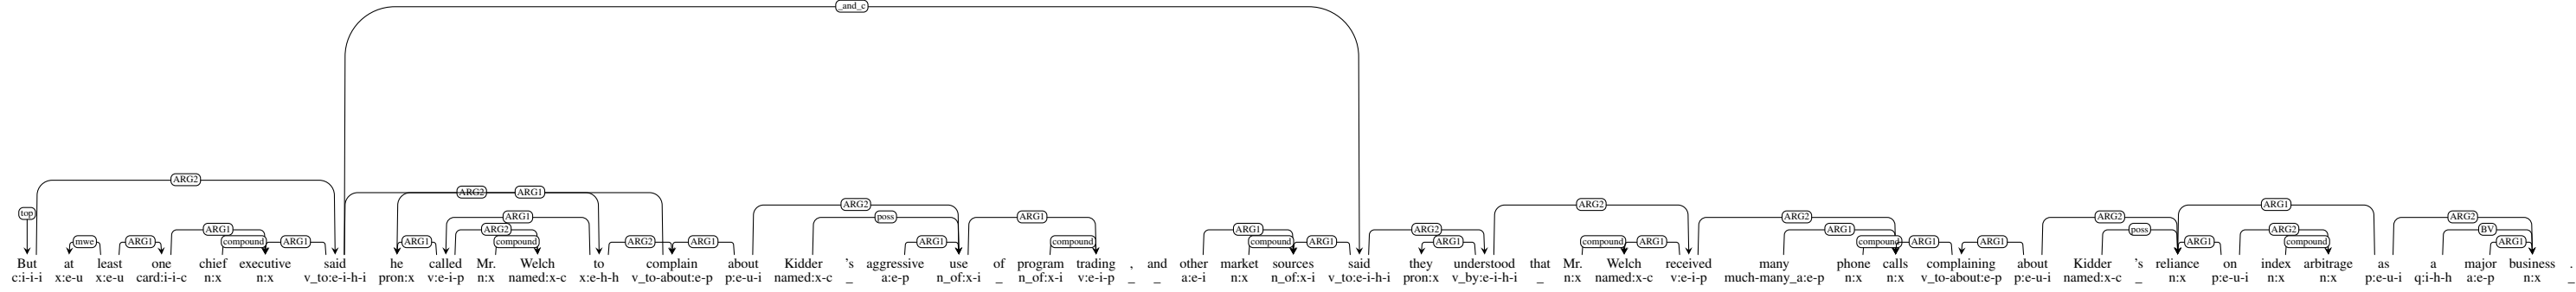 _and_c
ARG2
ARG2 ARG1
top ARG2 ARG2 ARG1
ARG1 poss ARG1 ARG2 ARG2 ARG2
ARG1 ARG2 ARG1 ARG2 ARG1 poss ARG2 BV
mwe ARG1 compound ARG1 ARG1 compound ARG2 ARG1 ARG1 compound compound ARG1 ARG1 compound ARG1 compound ARG1 ARG1 ARG1 compound ARG1
But at least one chief executive said he called Mr. Welch to complain about Kidder 's aggressive use of program trading , and other market sources said they understood that Mr. Welch received many phone calls complaining about Kidder 's reliance on index arbitrage as a major business .
c:i-i-i x:e-u x:e-u card:i-i-c n:x n:x v_to:e-i-h-i pron:x v:e-i-p n:x named:x-c x:e-h-h v_to-about:e-p p:e-u-i named:x-c _ a:e-p n_of:x-i _ n_of:x-i v:e-i-p _ _ a:e-i n:x n_of:x-i v_to:e-i-h-i pron:x v_by:e-i-h-i _ n:x named:x-c v:e-i-p much-many_a:e-p n:x n:x v_to-about:e-p p:e-u-i named:x-c _ n:x p:e-u-i n:x n:x p:e-u-i q:i-h-h a:e-p n:x _